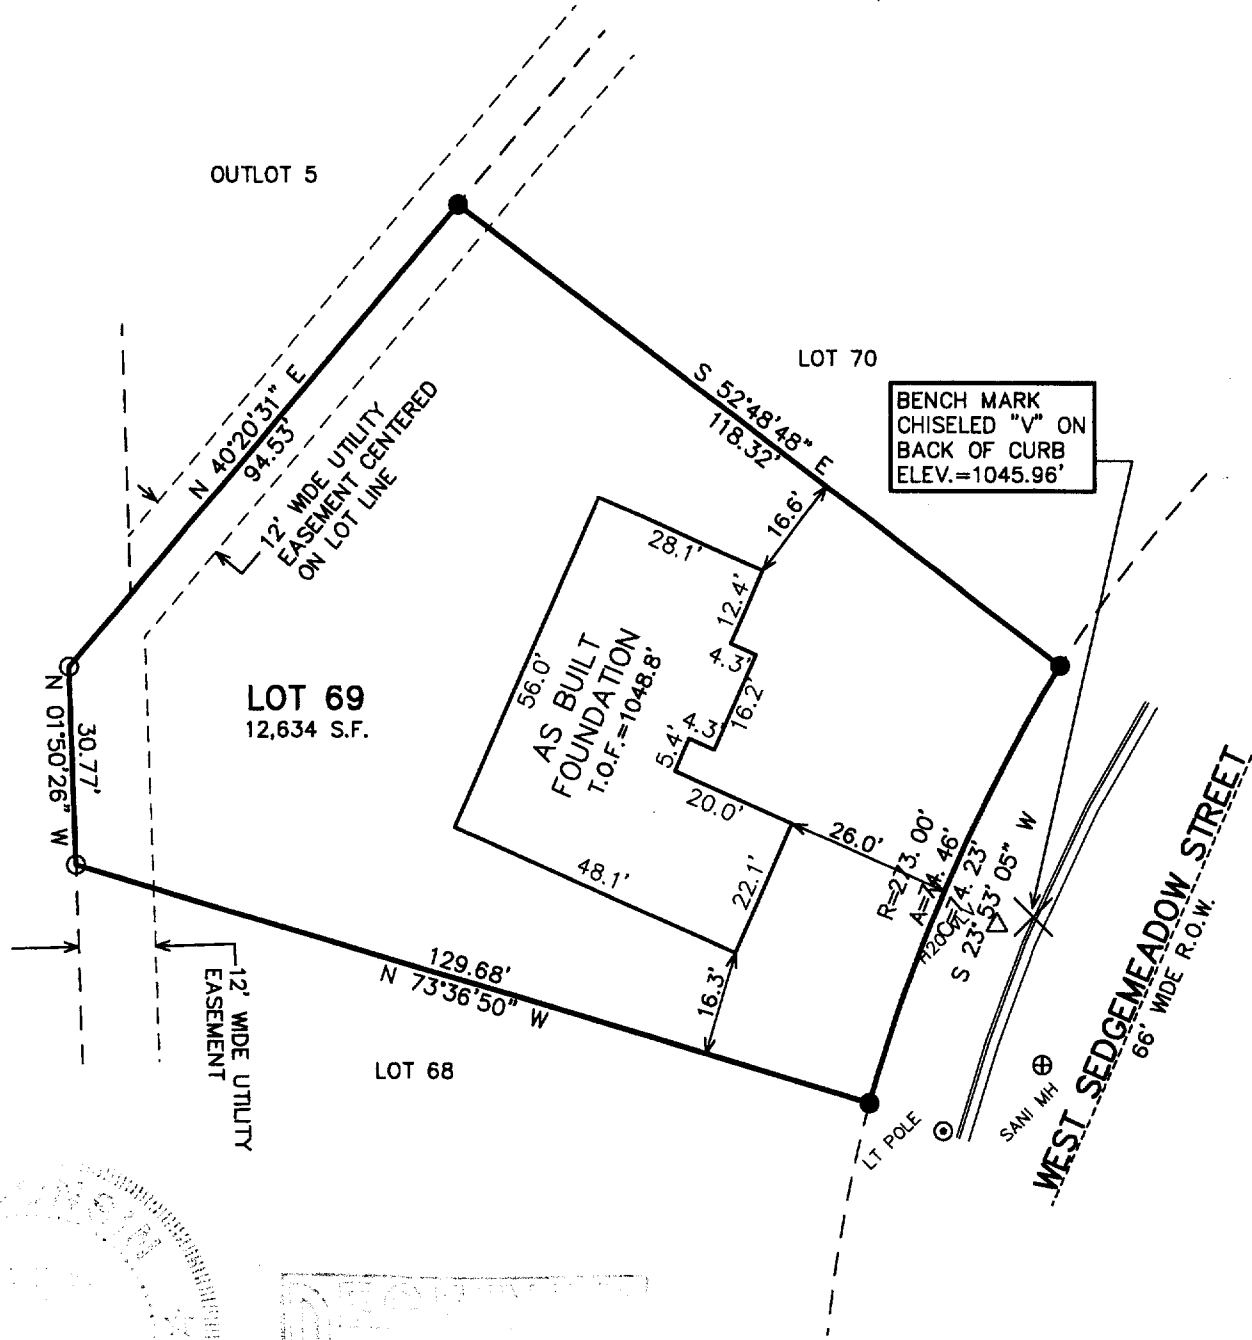 OUTLOT 5
LOT 70
S 52°48'48" E
118.32'
BENCH MARK
CHISELED "V" ON
BACK OF CURB
ELEV.=1045.96'
N 40°20'31" E
94.53'
12' WIDE UTILITY
EASEMENT CENTERED
ON LOT LINE
16.6'
28.1'
12.4'
4.3'
16.2'
4.3'
5.4'
20.0'
56.0'
AS BUILT
FOUNDATION
T.O.F.=1048.8'
LOT 69
12,634 S.F.
N 01°50'26" W
30.77'
26.0'
22.1'
48.1'
R=273.00'
A=74.46'
C=74.23'
S 23°53'05" W
H20
129.68'
N 73°36'50" W
16.3'
12' WIDE UTILITY
EASEMENT
LOT 68
LT POLE
SANI MH
WEST SEDGEMEADOW STREET
66' WIDE R.O.W.